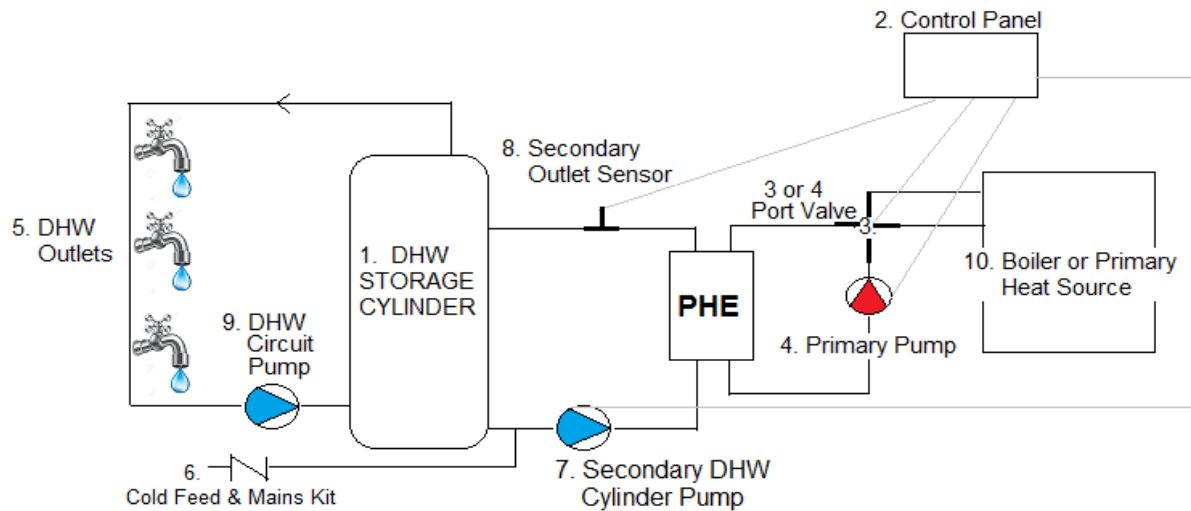 2. Control Panel
8. Secondary
Outlet Sensor
3 or 4
Port Valve
3.
5. DHW
Outlets
1. DHW
STORAGE
CYLINDER
10. Boiler or Primary
Heat Source
PHE
9. DHW
Circuit
Pump
4. Primary Pump
6.
Cold Feed & Mains Kit
7. Secondary DHW
Cylinder Pump